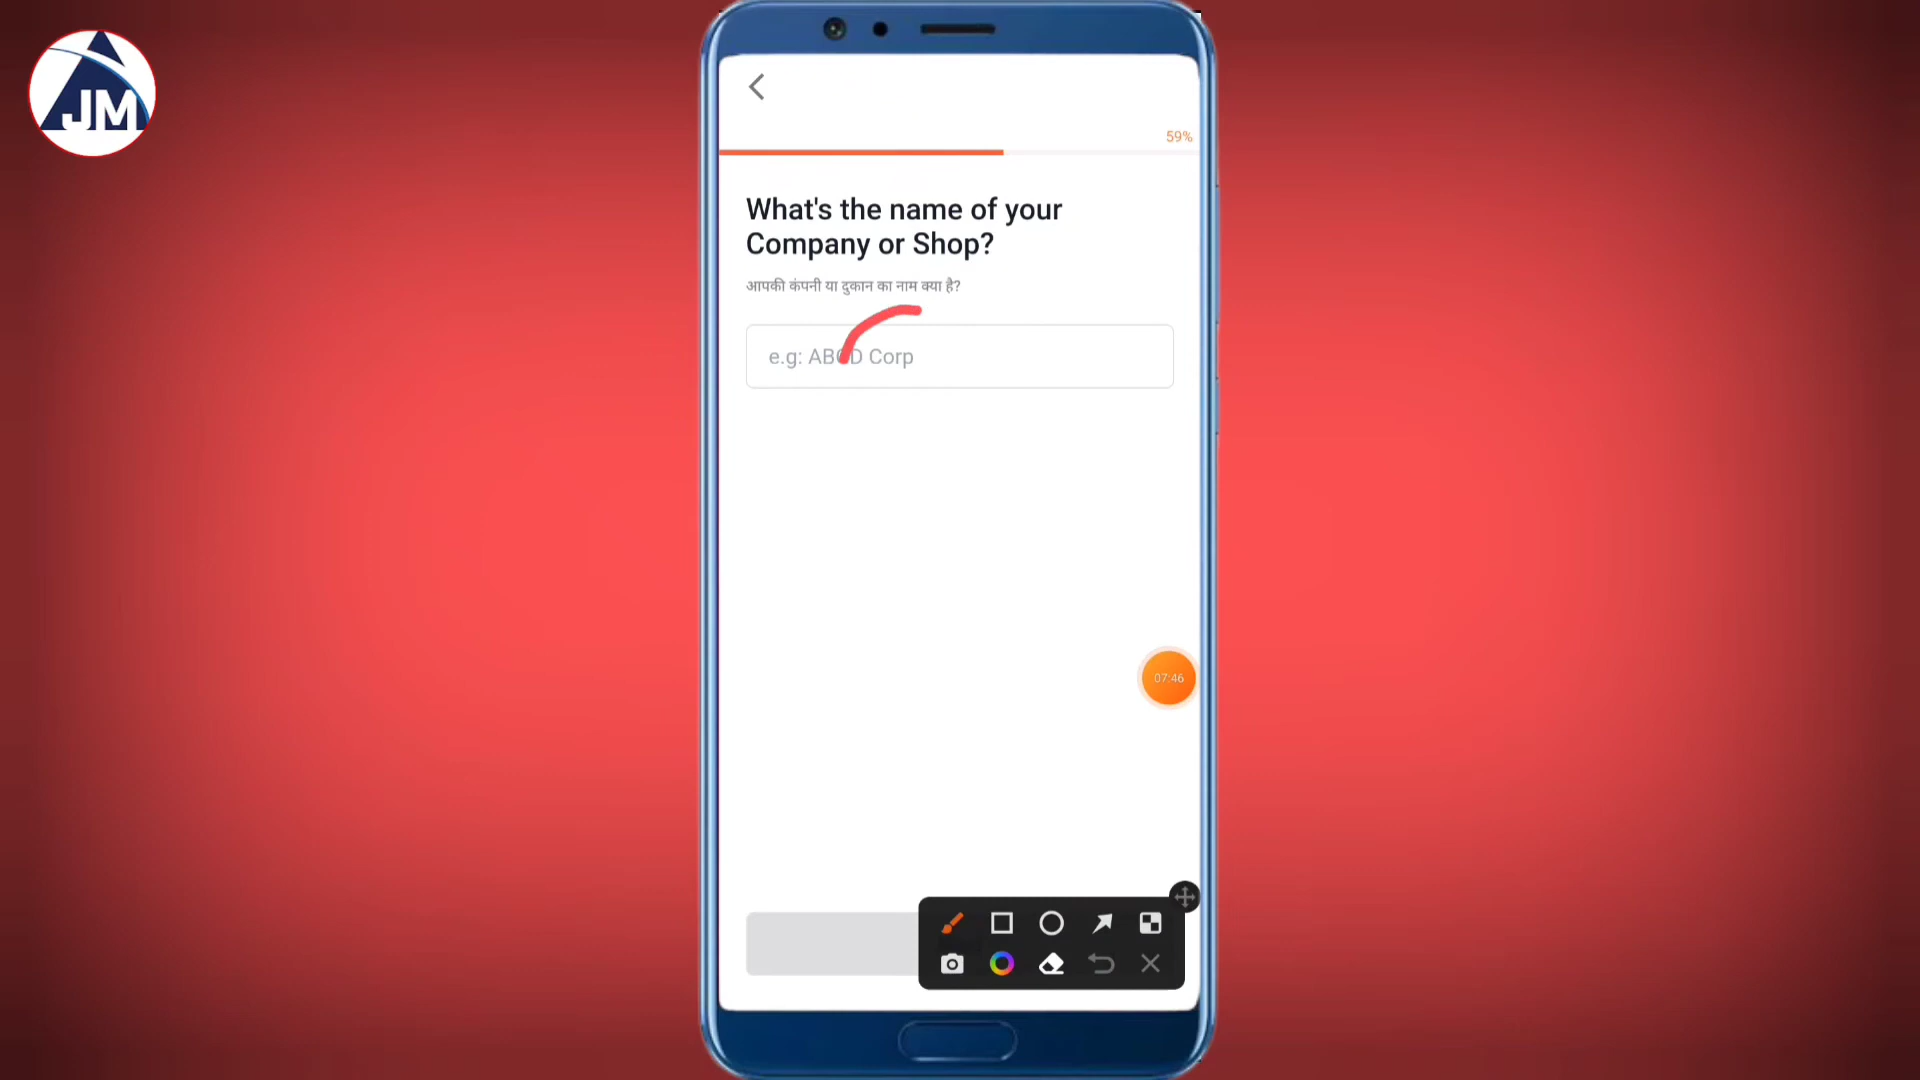 JM
59%
What's the name of your
Company or Shop?
आपकी कंपनी या दुकान का नाम क्या है?
e.g: ABCD Corp
07:46